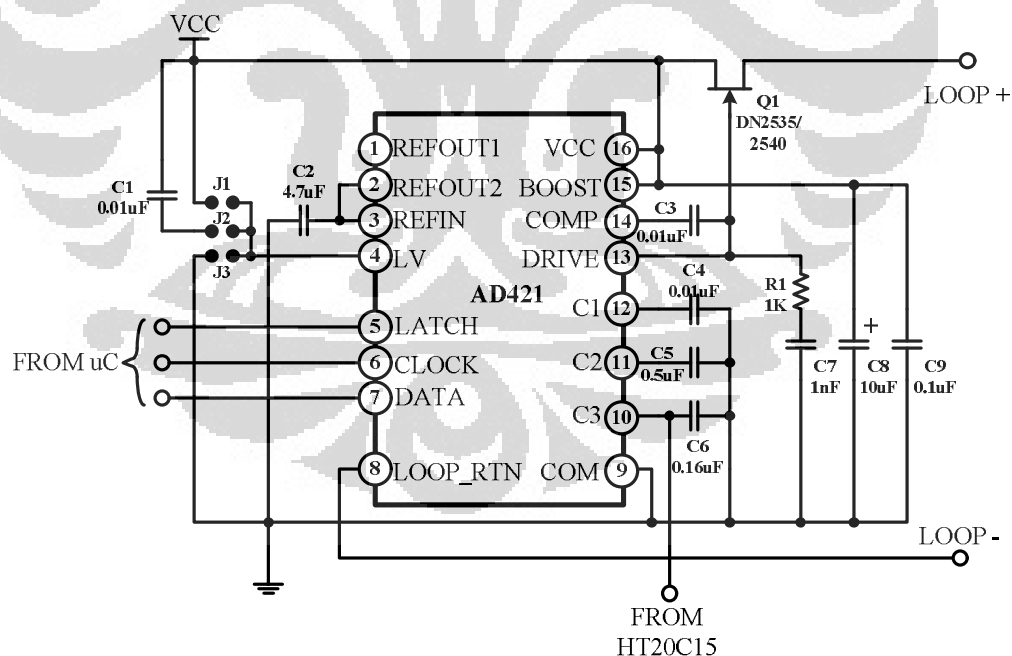 VCC
LOOP +
Q1
DN2535/
2540
1 REFOUT1
VCC 16
C1
0.01uF
J1
J2
J3
C2
4.7uF
2 REFOUT2
BOOST 15
3 REFIN
COMP 14
C3
0.01uF
4 LV
DRIVE 13
AD421
C4
0.01uF
R1
1K
C1 12
5 LATCH
FROM uC
6 CLOCK
C2 11
C5
0.5uF
+
C7
1nF
C8
10uF
C9
0.1uF
7 DATA
C3 10
C6
0.16uF
8 LOOP_RTN
COM 9
LOOP -
FROM
HT20C15